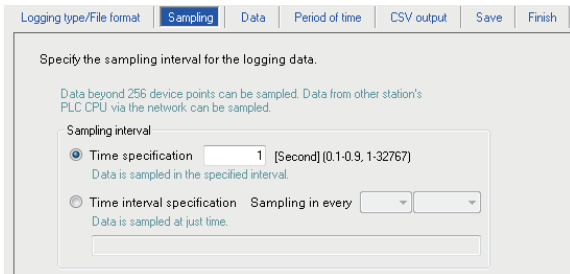 Logging type/File format Sampling Data Period of time CSV output Save Finish
Specify the sampling interval for the logging data.
Data beyond 256 device points can be sampled. Data from other station's
PLC CPU via the network can be sampled.
Sampling interval
Time specification 1 [Second] (0.1-0.9, 1-32767)
Data is sampled in the specified interval.
Time interval specification Sampling in every
Data is sampled at just time.